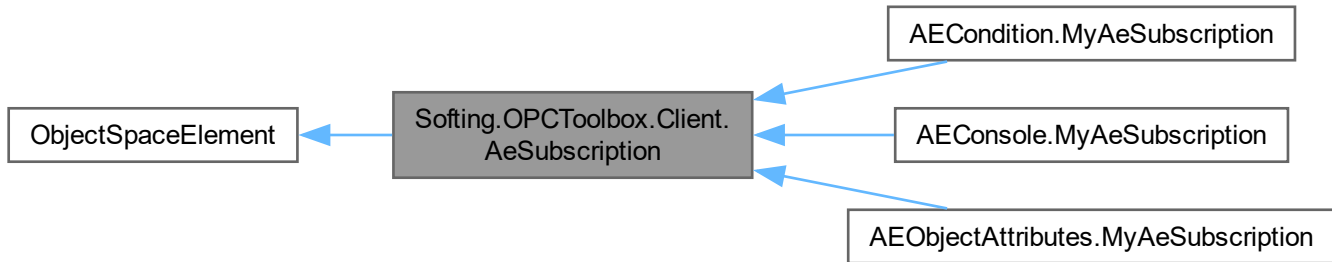 ObjectSpaceElement
Softing.OPCToolbox.Client.
AeSubscription
AECondition.MyAeSubscription
AEConsole.MyAeSubscription
AEObjectAttributes.MyAeSubscription